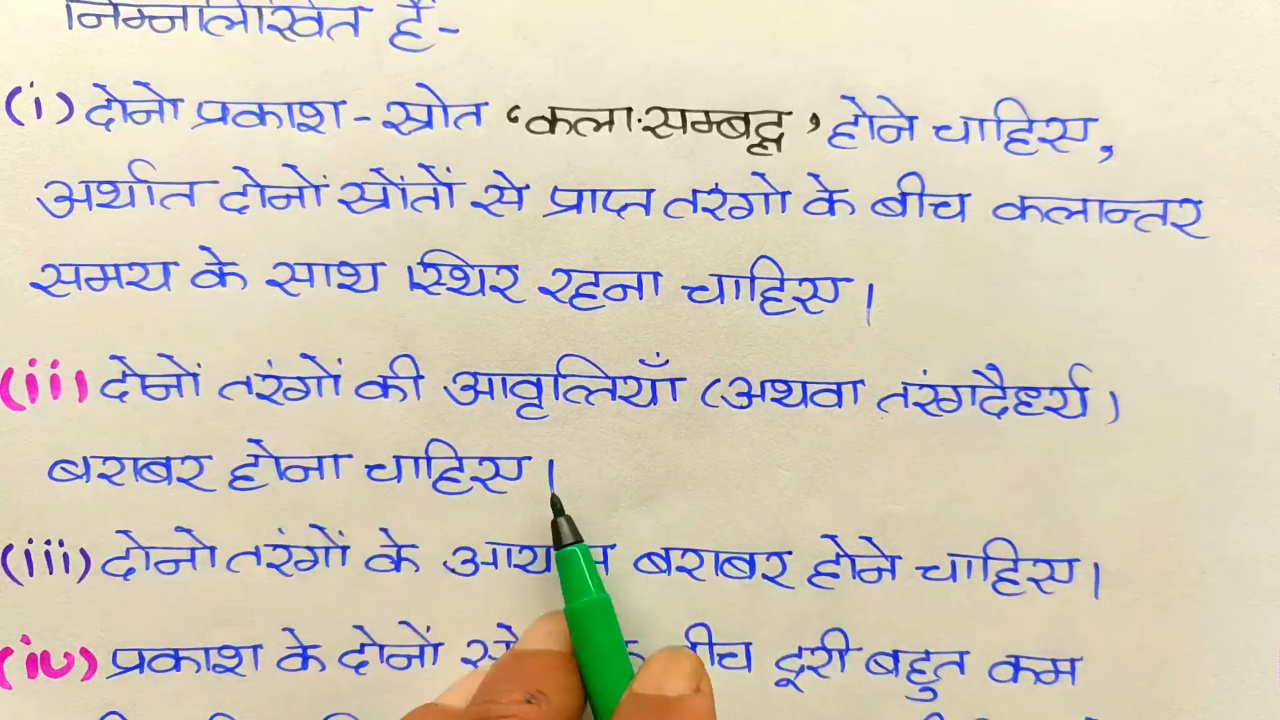 निम्नलिखित हैं-
(i) दोनो प्रकाश-स्रोत ‘कला-सम्बद्ध’ होने चाहिस,
अर्थात दोनों स्रोंतों से प्राप्त तरंगो के बीच कलान्तर
समय के साथ स्थिर रहना चाहिस।
(ii) दोनों तरंगों की आवृत्तियाँ (अथवा तरंगदैर्ध्य)
बराबर होना चाहिस।
(iii) दोनो तरंगों के बराबर होने चाहिस।
(iv) प्रकाश के दोनों बीच दूरी बहुत कम